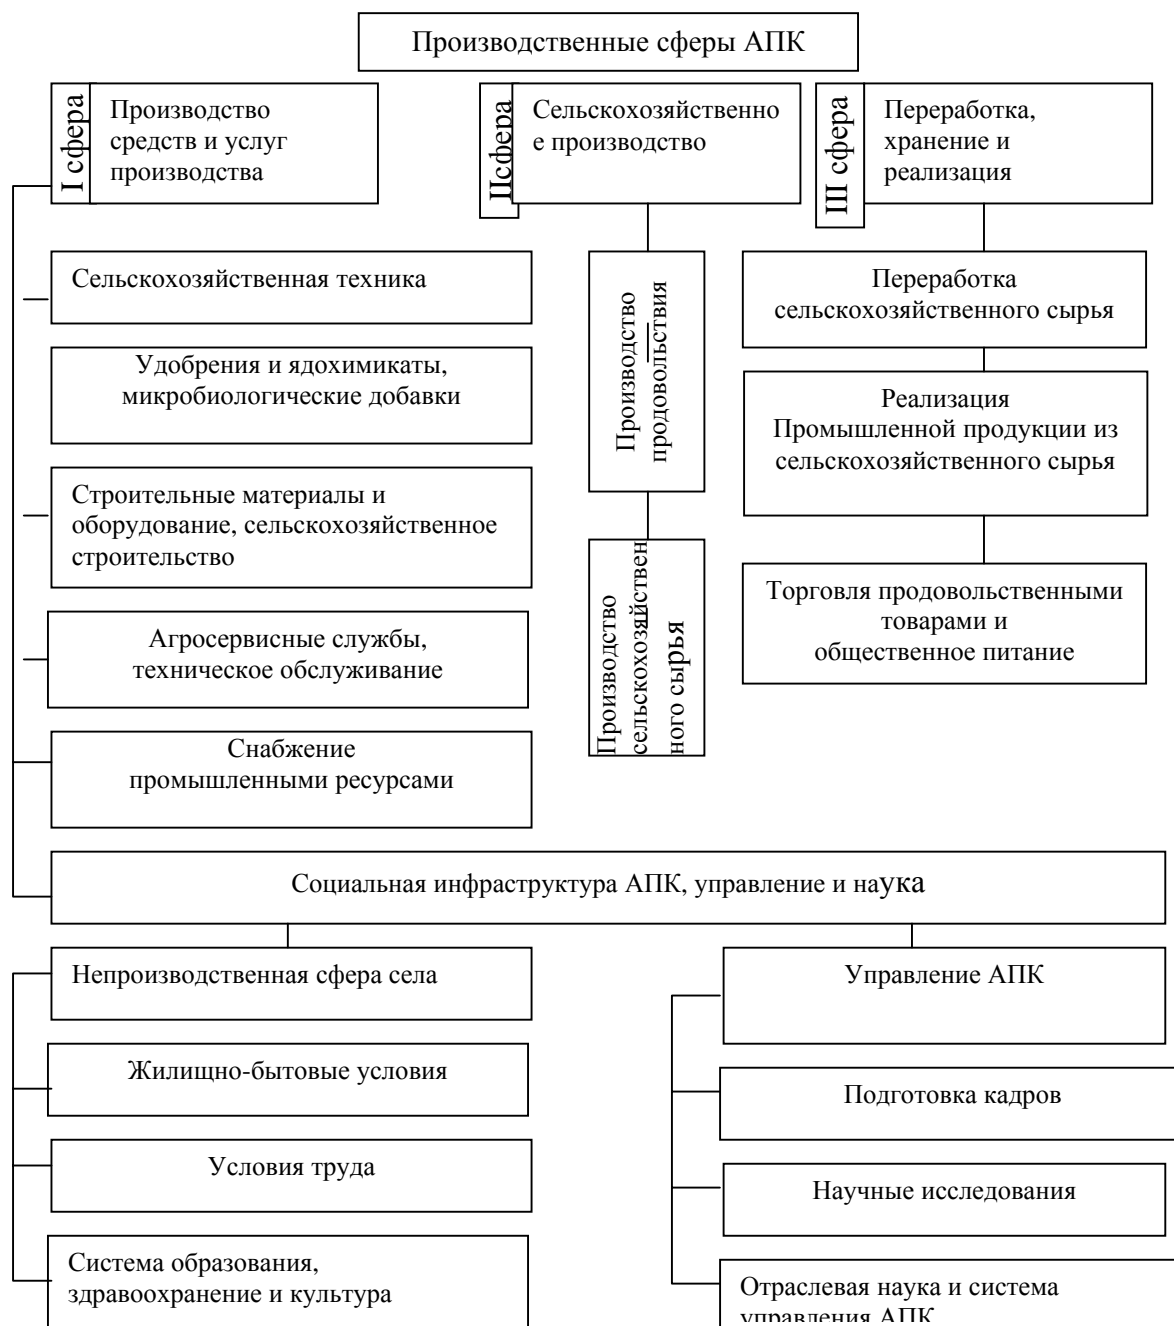 Производственные сферы АПК
I сфера
Производство
средств и услуг
производства
IIсфера
Сельскохозяйственно
е производство
III сфера
Переработка,
хранение и
реализация
Сельскохозяйственная техника
Удобрения и ядохимикаты,
микробиологические добавки
Строительные материалы и
оборудование, сельскохозяйственное
строительство
Агросервисные службы,
техническое обслуживание
Снабжение
промышленными ресурсами
Производство
продовольствия
Производство
сельскохозяйствен
ного сырья
Переработка
сельскохозяйственного сырья
Реализация
Промышленной продукции из
сельскохозяйственного сырья
Торговля продовольственными
товарами и
общественное питание
Социальная инфраструктура АПК, управление и наука
Непроизводственная сфера села
Жилищно-бытовые условия
Условия труда
Система образования,
здравоохранение и культура
Управление АПК
Подготовка кадров
Научные исследования
Отраслевая наука и система
управления АПК